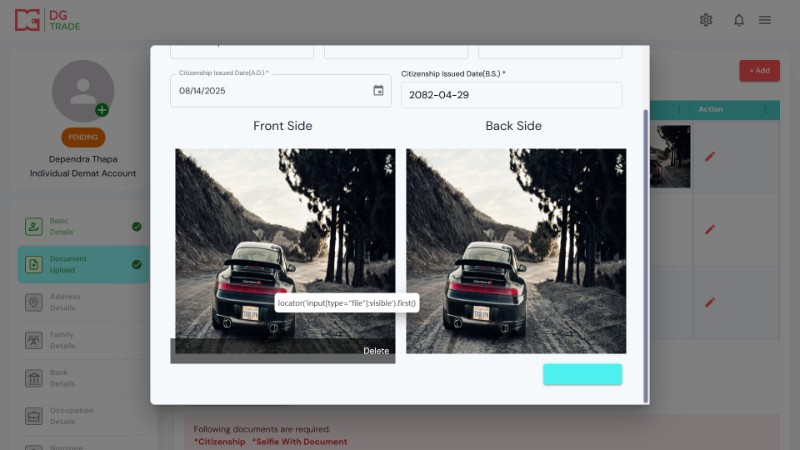 DG
TRADE
+ Add
Citizenship Issued Date(A.D.) *
08/14/2025
Citizenship Issued Date(B.S.) *
2082-04-29
Action
Front Side
Back Side
PENDING
Dependra Thapa
Individual Demat Account
Basic
Details
Document
Upload
Address
Details
Family
Details
Bank
Details
Occupation
Details
Nominee
locator('input[type="file"]:visible').first()
Delete
Following documents are required.
*Citizenship *Selfie With Document